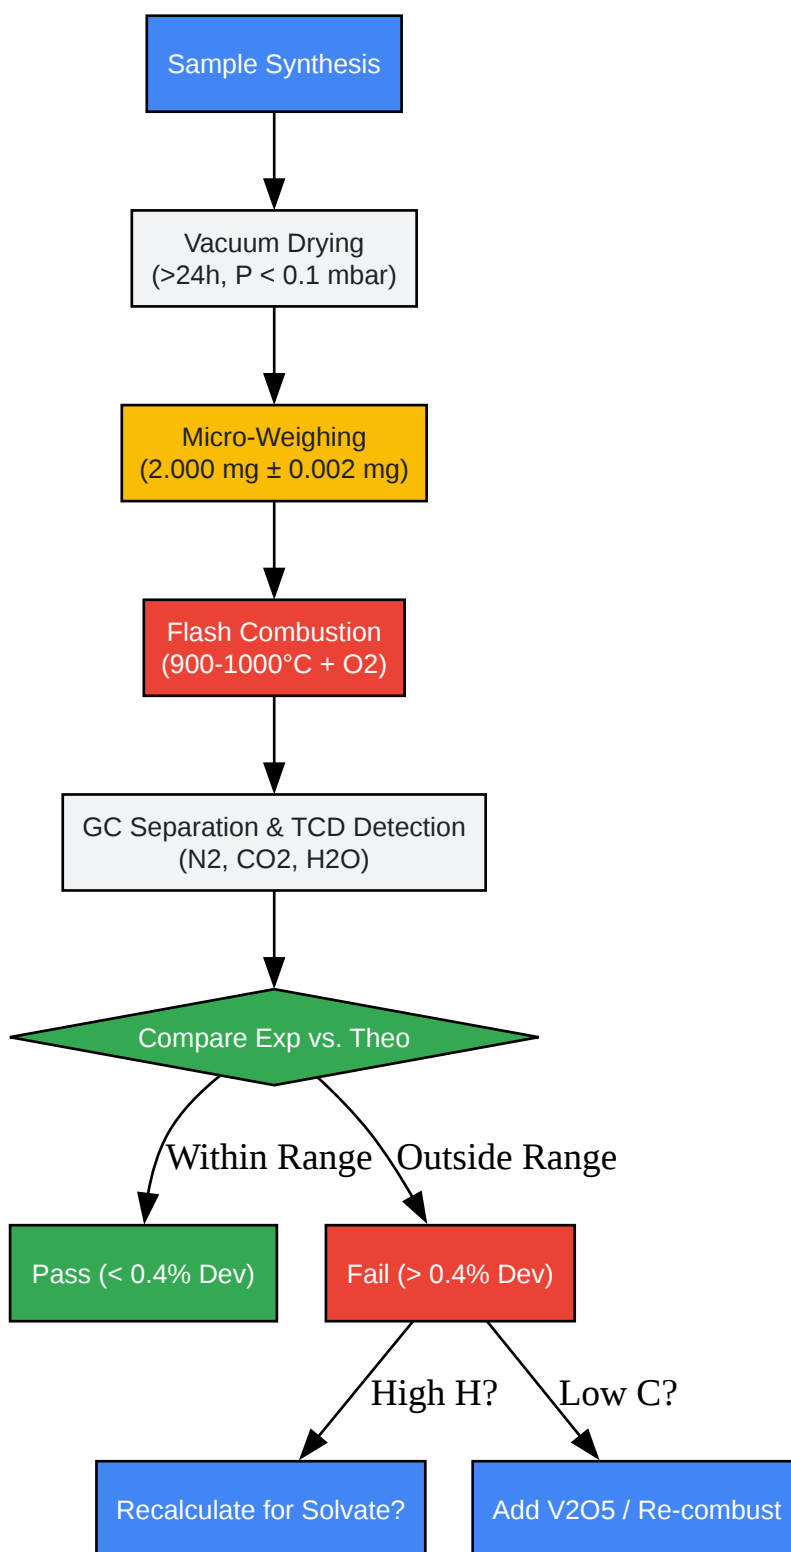 Sample Synthesis
Vacuum Drying
(>24h, P < 0.1 mbar)
Micro-Weighing
(2.000 mg ± 0.002 mg)
Flash Combustion
(900-1000°C + O2)
GC Separation & TCD Detection
(N2, CO2, H2O)
Compare Exp vs. Theo
Within Range
Outside Range
Pass (< 0.4% Dev)
Fail (> 0.4% Dev)
High H?
Low C?
Recalculate for Solvate?
Add V2O5 / Re-combust